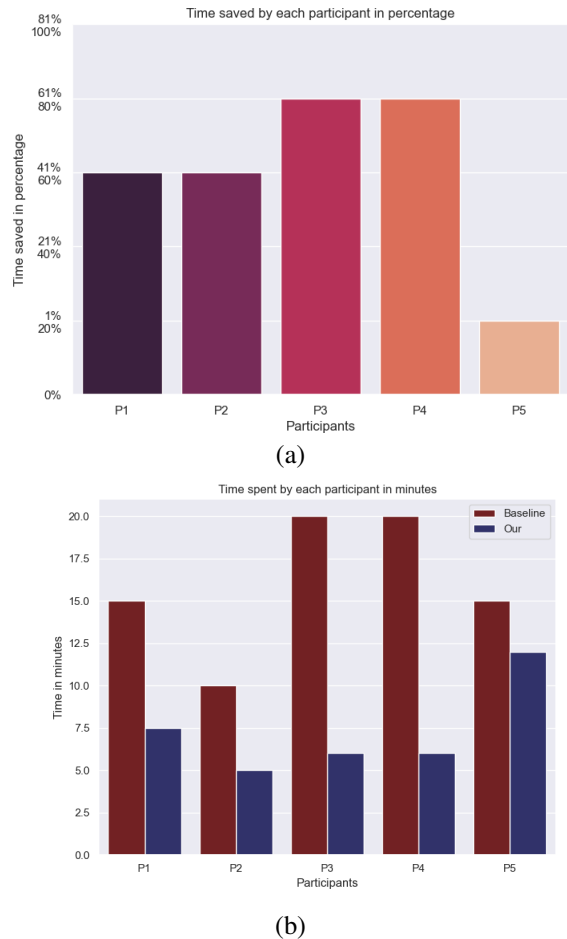 Time saved by each participant in percentage
Time saved in percentage
81%
100%
61%
80%
41%
60%
21%
40%
1%
20%
0%
P1 P2 P3 P4 P5
Participants
(a)
Time spent by each participant in minutes
Baseline
Our
Time in minutes
20.0
17.5
15.0
12.5
10.0
7.5
5.0
2.5
0.0
P1 P2 P3 P4 P5
Participants
(b)